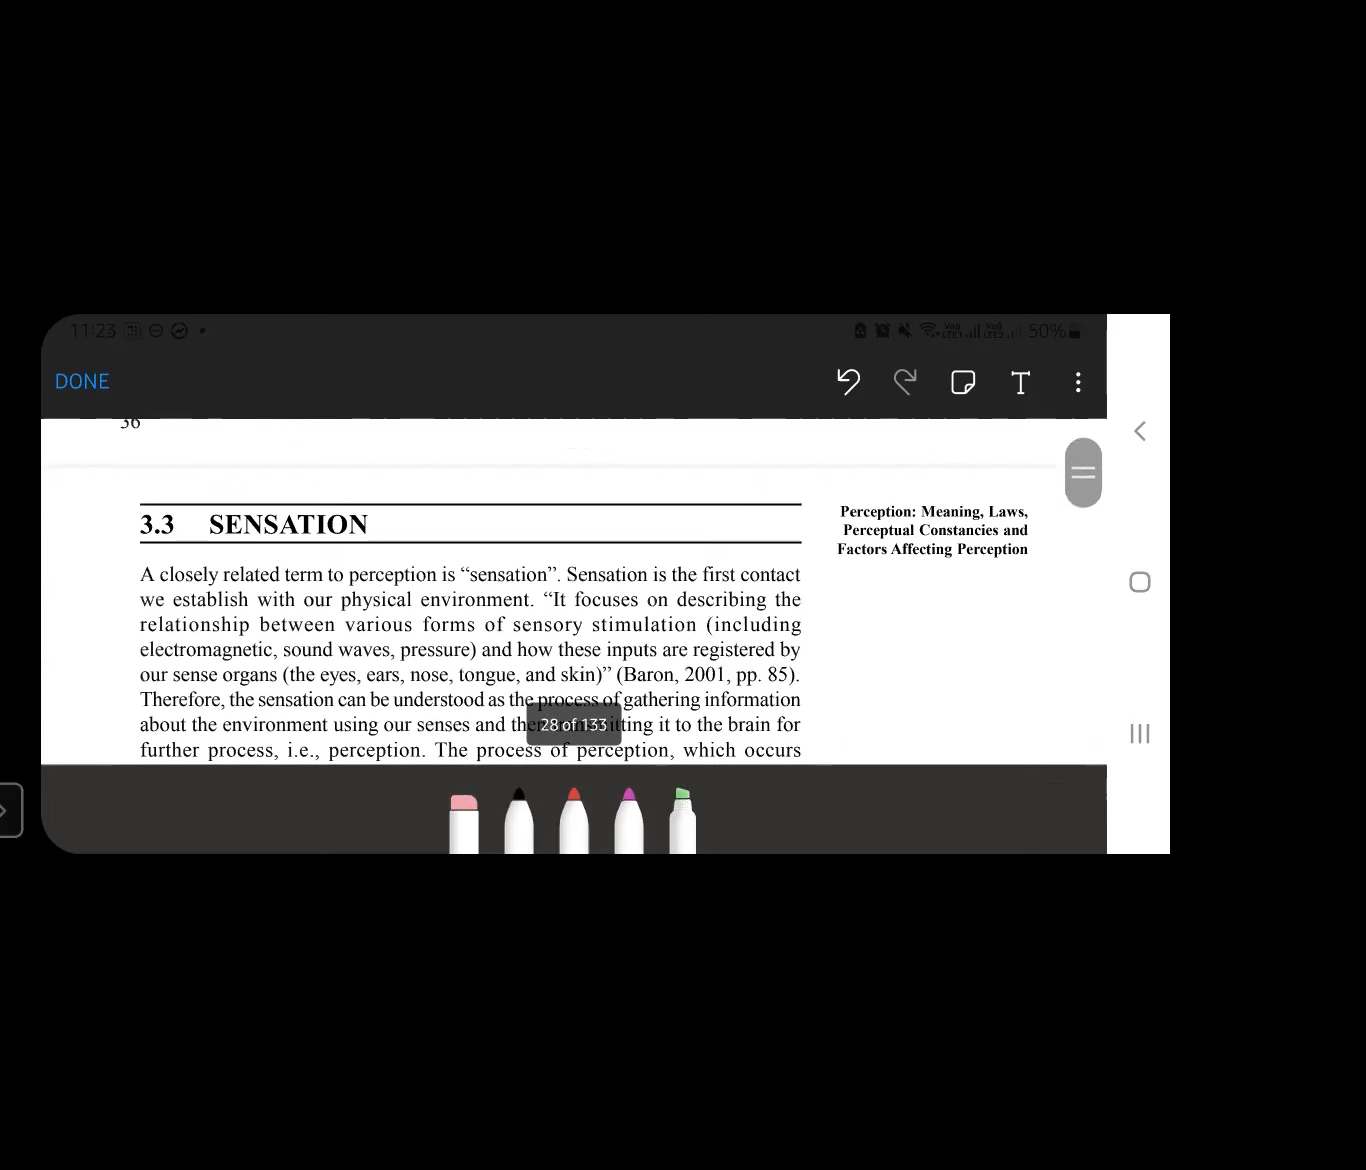 11:23
50%
DONE
T
36
3.3 SENSATION
Perception: Meaning, Laws,
Perceptual Constancies and
Factors Affecting Perception
A closely related term to perception is “sensation”. Sensation is the first contact
we establish with our physical environment. “It focuses on describing the
relationship between various forms of sensory stimulation (including
electromagnetic, sound waves, pressure) and how these inputs are registered by
our sense organs (the eyes, ears, nose, tongue, and skin)” (Baron, 2001, pp. 85).
Therefore, the sensation can be understood as the process of gathering information
about the environment using our senses and then transmitting it to the brain for
further process, i.e., perception. The process of perception, which occurs
28 of 133